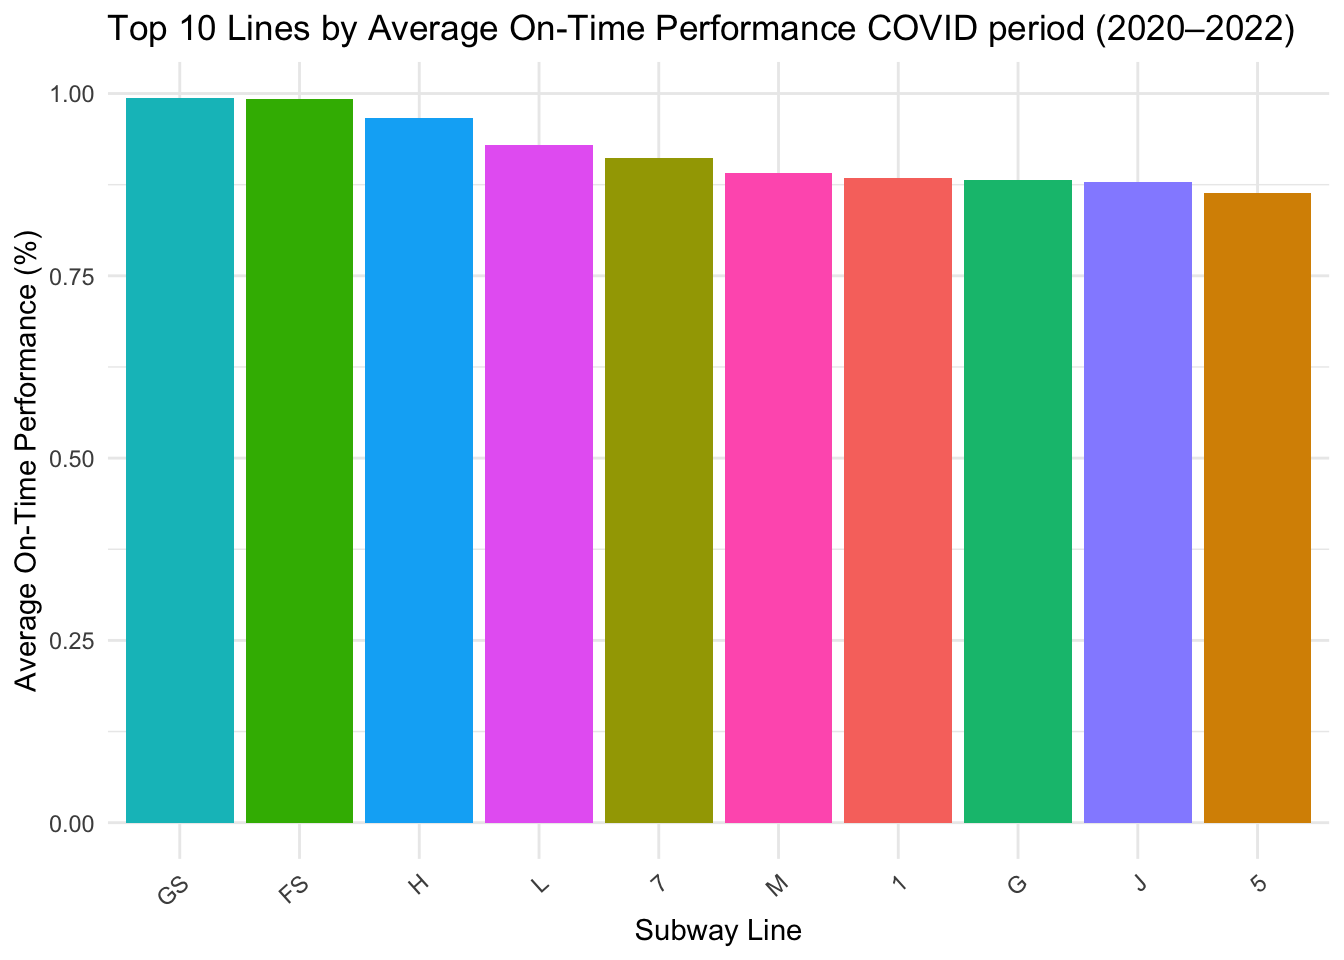 Top 10 Lines by Average On-Time Performance COVID period (2020–2022)
Average On-Time Performance (%)
1.00
0.75
0.50
0.25
0.00
GS
FS
H
L
7
M
1
G
J
5
Subway Line